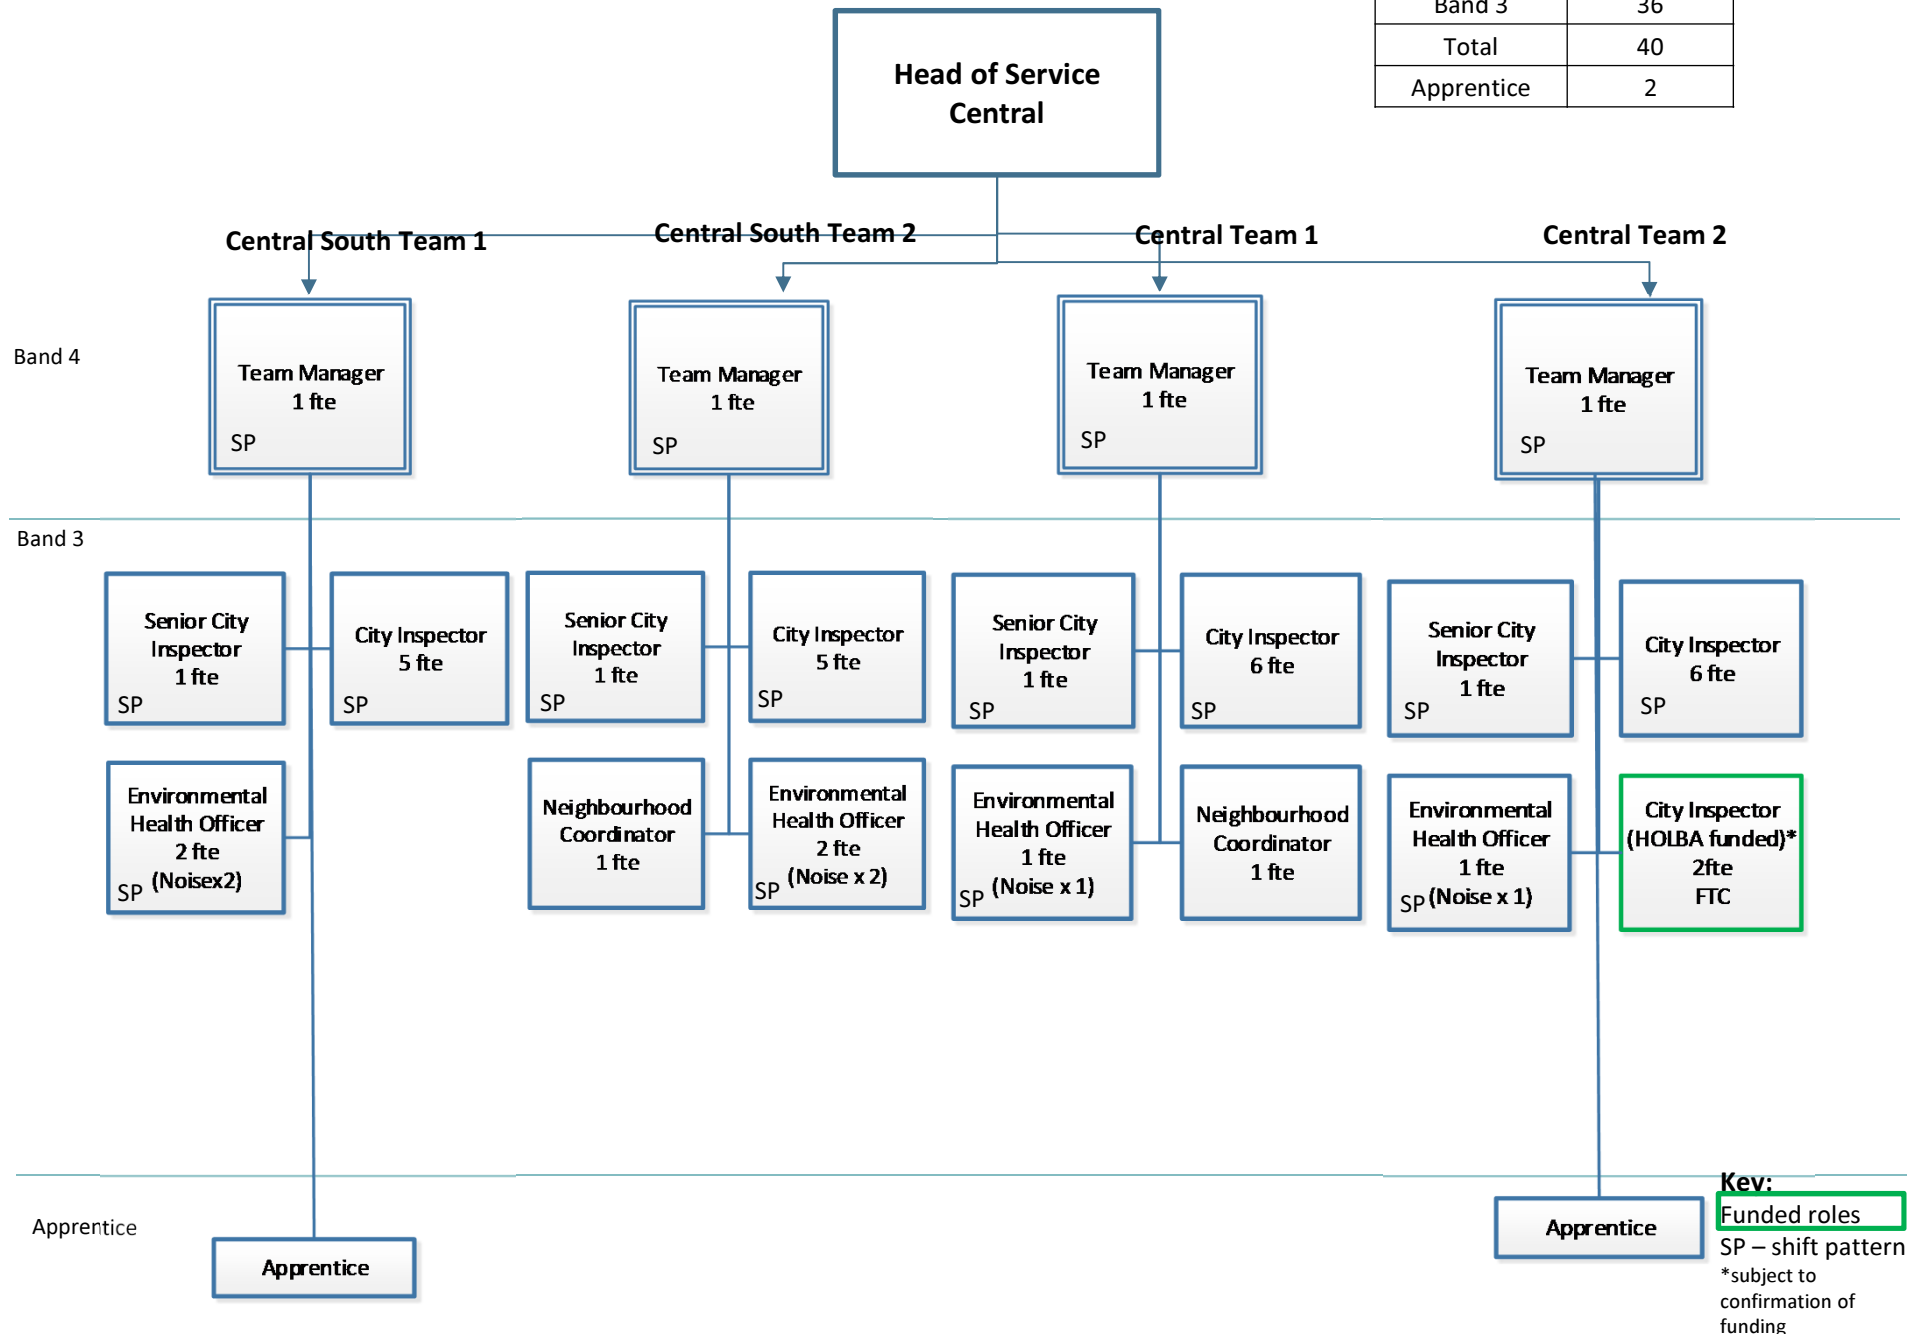 Band 3 36
Total 40
Apprentice 2
Head of Service
Central
Central South Team 1
Central South Team 2
Central Team 1
Central Team 2
Band 4
Team Manager
1 fte
SP
Team Manager
1 fte
SP
Team Manager
1 fte
SP
Team Manager
1 fte
SP
Band 3
Senior City
Inspector
1 fte
SP
City Inspector
5 fte
SP
Senior City
Inspector
1 fte
SP
City Inspector
5 fte
SP
Senior City
Inspector
1 fte
SP
City Inspector
6 fte
SP
Senior City
Inspector
1 fte
SP
City Inspector
6 fte
SP
Environmental
Health Officer
2 fte
(Noisex2)
SP
Neighbourhood
Coordinator
1 fte
Environmental
Health Officer
2 fte
(Noise x 2)
SP
Environmental
Health Officer
1 fte
(Noise x 1)
SP
Neighbourhood
Coordinator
1 fte
Environmental
Health Officer
1 fte
(Noise x 1)
SP
City Inspector
(HOLBA funded)*
2fte
FTC
Apprentice
Apprentice
Apprentice
Key:
Funded roles
SP – shift pattern
*subject to
confirmation of
funding